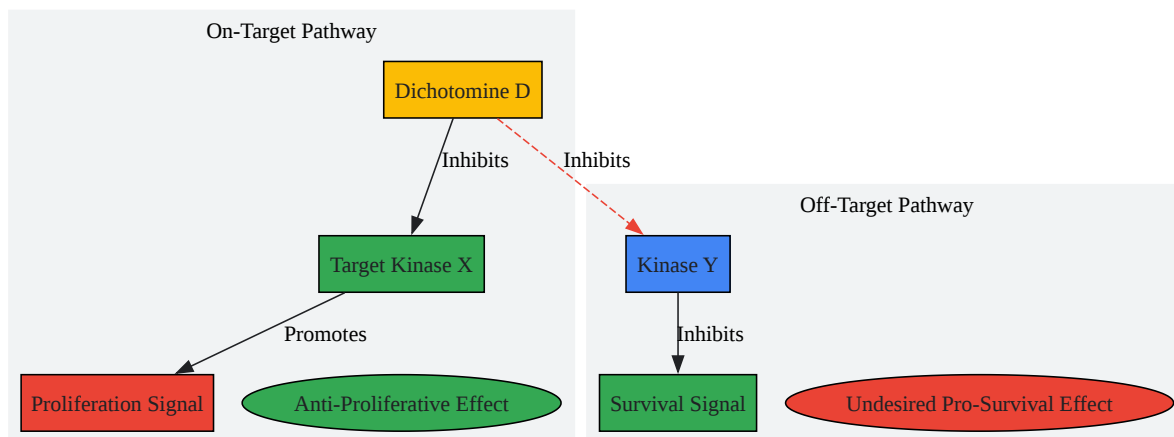 On-Target Pathway
Dichotomine D
Inhibits
Inhibits
Off-Target Pathway
Target Kinase X
Kinase Y
Promotes
Inhibits
Proliferation Signal
Anti-Proliferative Effect
Survival Signal
Undesired Pro-Survival Effect